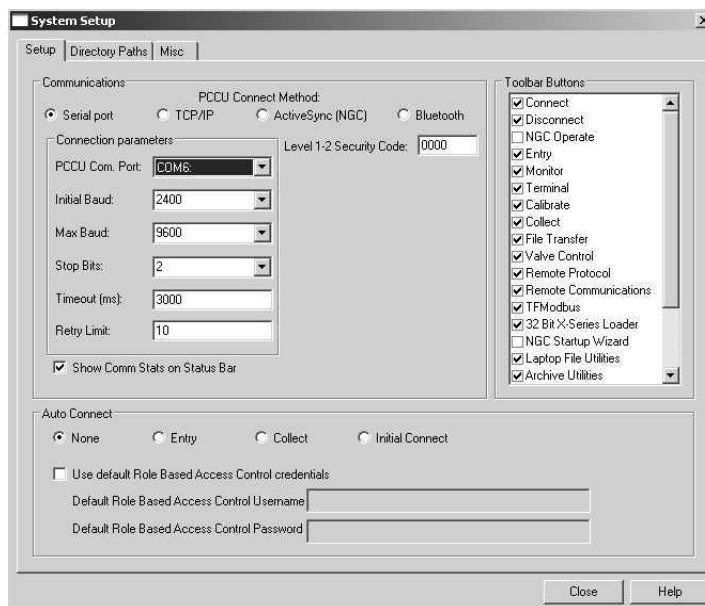 System Setup
Setup Directory Paths Misc
Communications
PCCU Connect Method:
Serial port TCP/IP ActiveSync (NGC) Bluetooth
Connection parameters
Level 1-2 Security Code: 0000
PCCU Com. Port: COM6:
Initial Baud: 2400
Max Baud: 9600
Stop Bits: 2
Timeout (ms): 3000
Retry Limit: 10
Show Comm Stats on Status Bar
Toolbar Buttons
Connect
Disconnect
NGC Operate
Entry
Monitor
Terminal
Calibrate
Collect
File Transfer
Valve Control
Remote Protocol
Remote Communications
TFModbus
32 Bit X-Series Loader
NGC Startup Wizard
Laptop File Utilities
Archive Utilities
Auto Connect
None Entry Collect Initial Connect
Use default Role Based Access Control credentials
Default Role Based Access Control Username
Default Role Based Access Control Password
Close Help